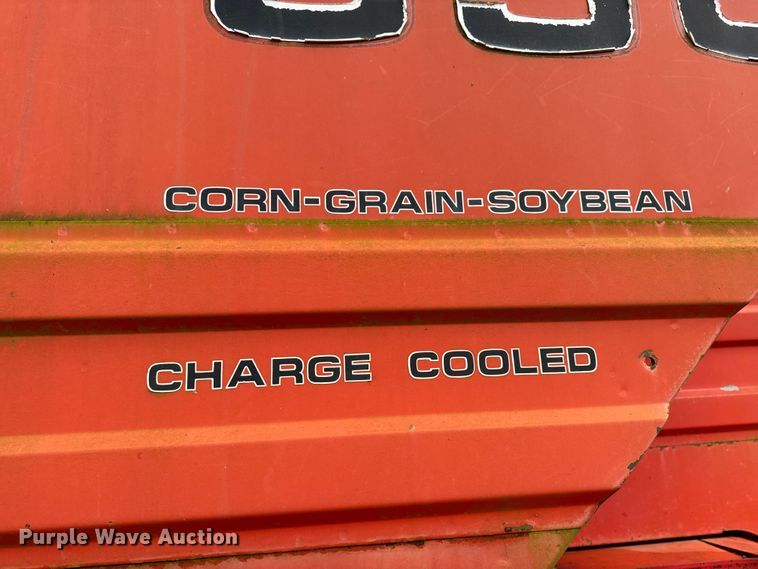 CORN-GRAIN-SOYBEAN
CHARGE COOLED
Purple Wave Auction